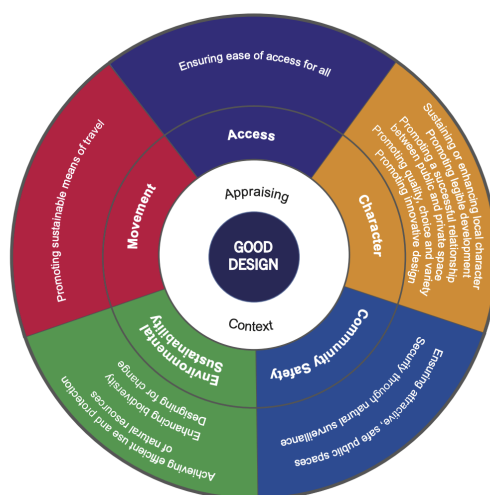 Ensuring ease of access for all
Access
Sustaining or enhancing local character
Promoting legible development
Promoting a successful relationship
between public and private space
Promoting quality, choice and variety
Promoting innovative design
Character
Ensuring attractive, safe public spaces
Security through natural surveillance
Community Safety
Environmental
Sustainability
Designing for change
Enhancing biodiversity
Achieving efficient use and protection
of natural resources
Promoting sustainable means of travel
Movement
Appraising
GOOD
DESIGN
Context